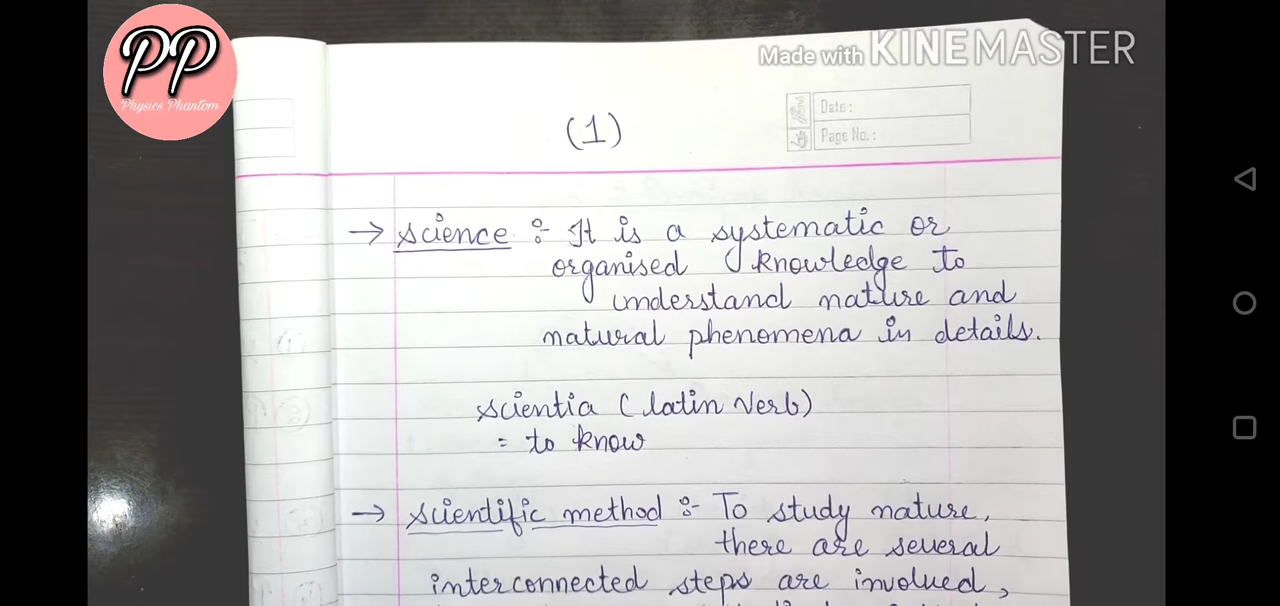 PP
Physics Phantom
Made with KINEMASTER
Date :
Page No. :
(1)
→ science :- It is a systematic or
organised knowledge to
understand nature and
natural phenomena in details.
scientia (latin verb)
= to know
→ scientific method :- To study nature,
there are several
interconnected steps are involved,